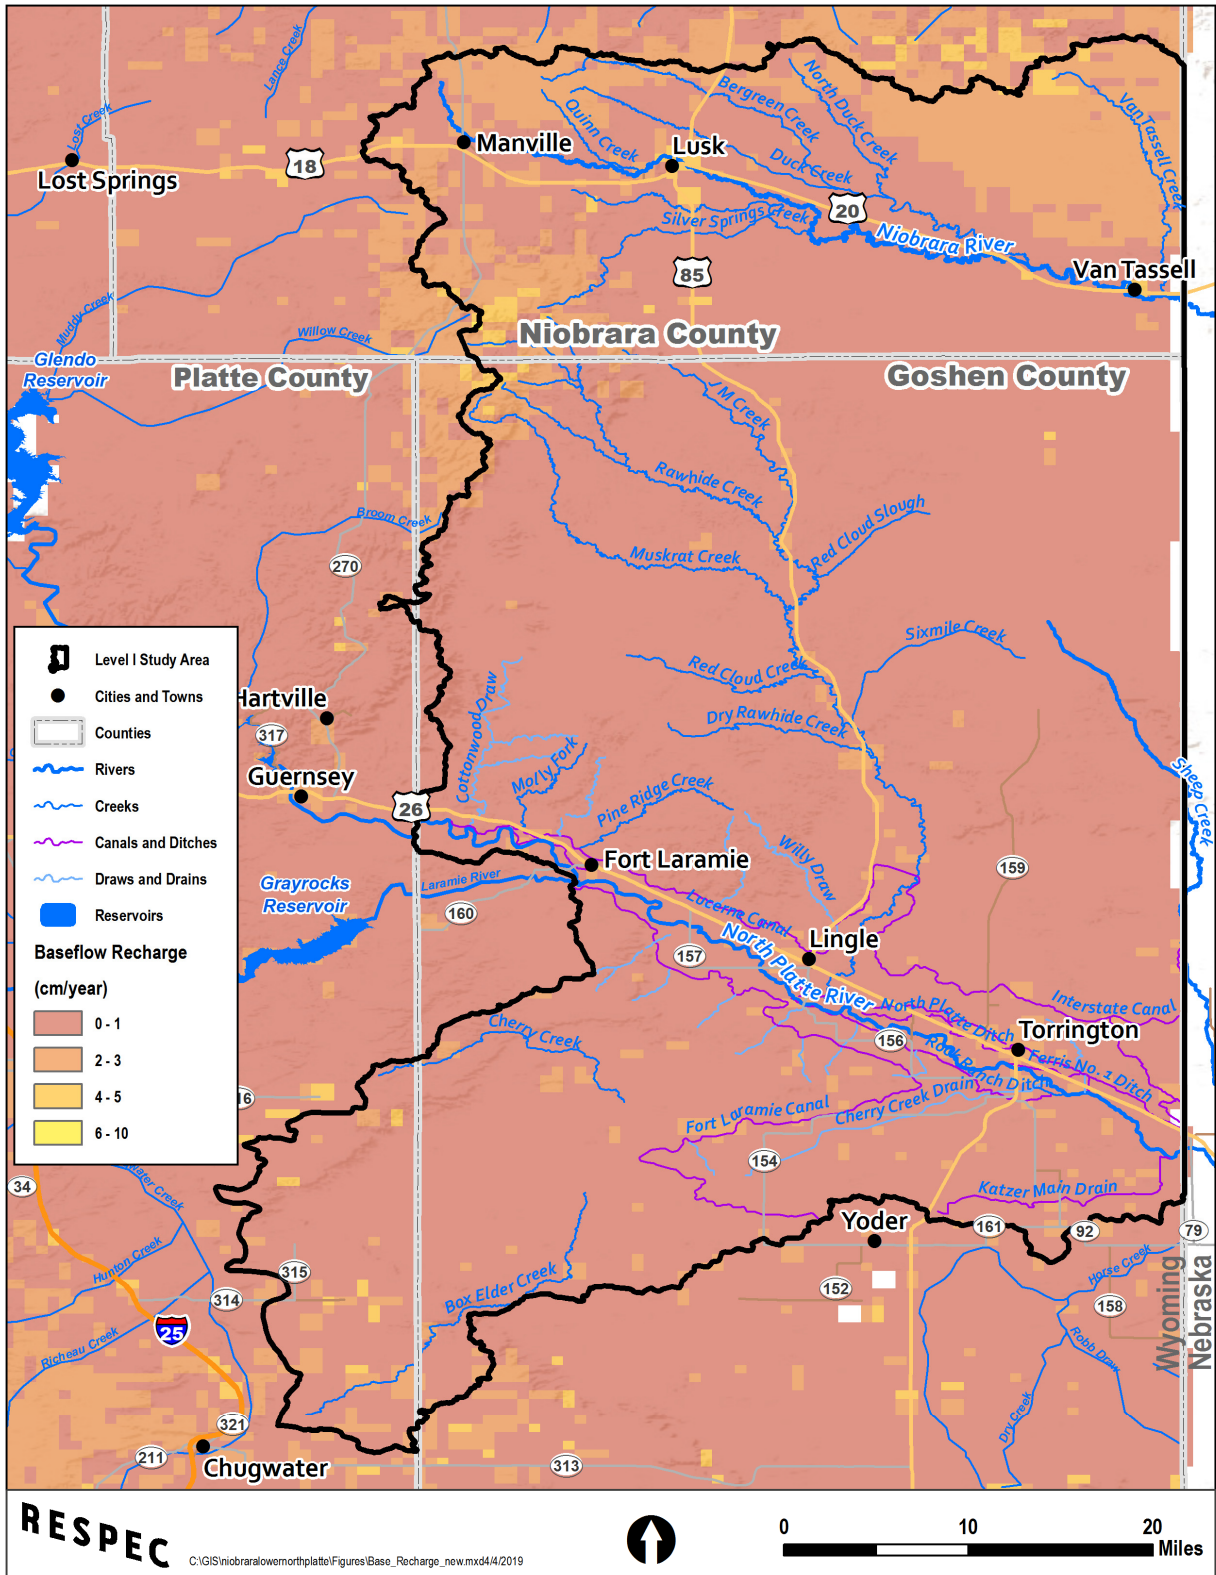 Lance Creek
Lost Creek
Lost Springs
18
Manville
Quinn Creek
Lusk
Bergreen Creek
North Duck Creek
Duck Creek
Van Tassell Creek
Silver Springs Creek
20
Niobrara River
85
Van Tassell
Muddy Creek
Willow Creek
Niobrara County
Glendo
Reservoir
Platte County
Goshen County
J M Creek
Rawhide Creek
Broom Creek
Red Cloud Slough
Muskrat Creek
270
Sixmile Creek
Red Cloud Creek
Dry Rawhide Creek
Cottonwood Draw
Molly Fork
Pine Ridge Creek
Willy Draw
Sheep Creek
Hartville
317
Guernsey
26
Fort Laramie
159
Grayrocks
Reservoir
Laramie River
160
Lucerne Canal
Lingle
157
North Platte River
North Platte Ditch
Interstate Canal
Torrington
156
Rock Ranch Ditch
Ferris No. 1 Ditch
Cherry Creek
Cherry Creek Drain
Fort Laramie Canal
154
Katzer Main Drain
Yoder
161
92
79
152
158
Horse Creek
Robb Draw
Dry Creek
Wyoming
Nebraska
Box Elder Creek
16
34
water Creek
Hunton Creek
315
314
25
Richeau Creek
321
211
Chugwater
313
Level I Study Area
Cities and Towns
Counties
Rivers
Creeks
Canals and Ditches
Draws and Drains
Reservoirs
Baseflow Recharge
(cm/year)
0 - 1
2 - 3
4 - 5
6 - 10
RESPEC
C:\GIS\niobraralowernorthplatte\Figures\Base_Recharge_new.mxd4/4/2019
0 10 20
Miles